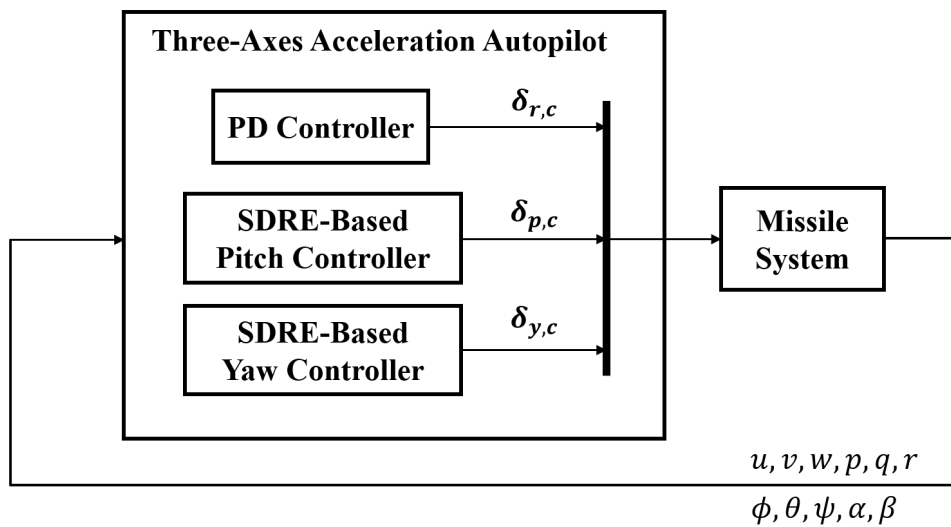 Three-Axes Acceleration Autopilot
PD Controller
δr,c
SDRE-Based
Pitch Controller
δp,c
SDRE-Based
Yaw Controller
δy,c
Missile
System
u, v, w, p, q, r
ϕ, θ, ψ, α, β